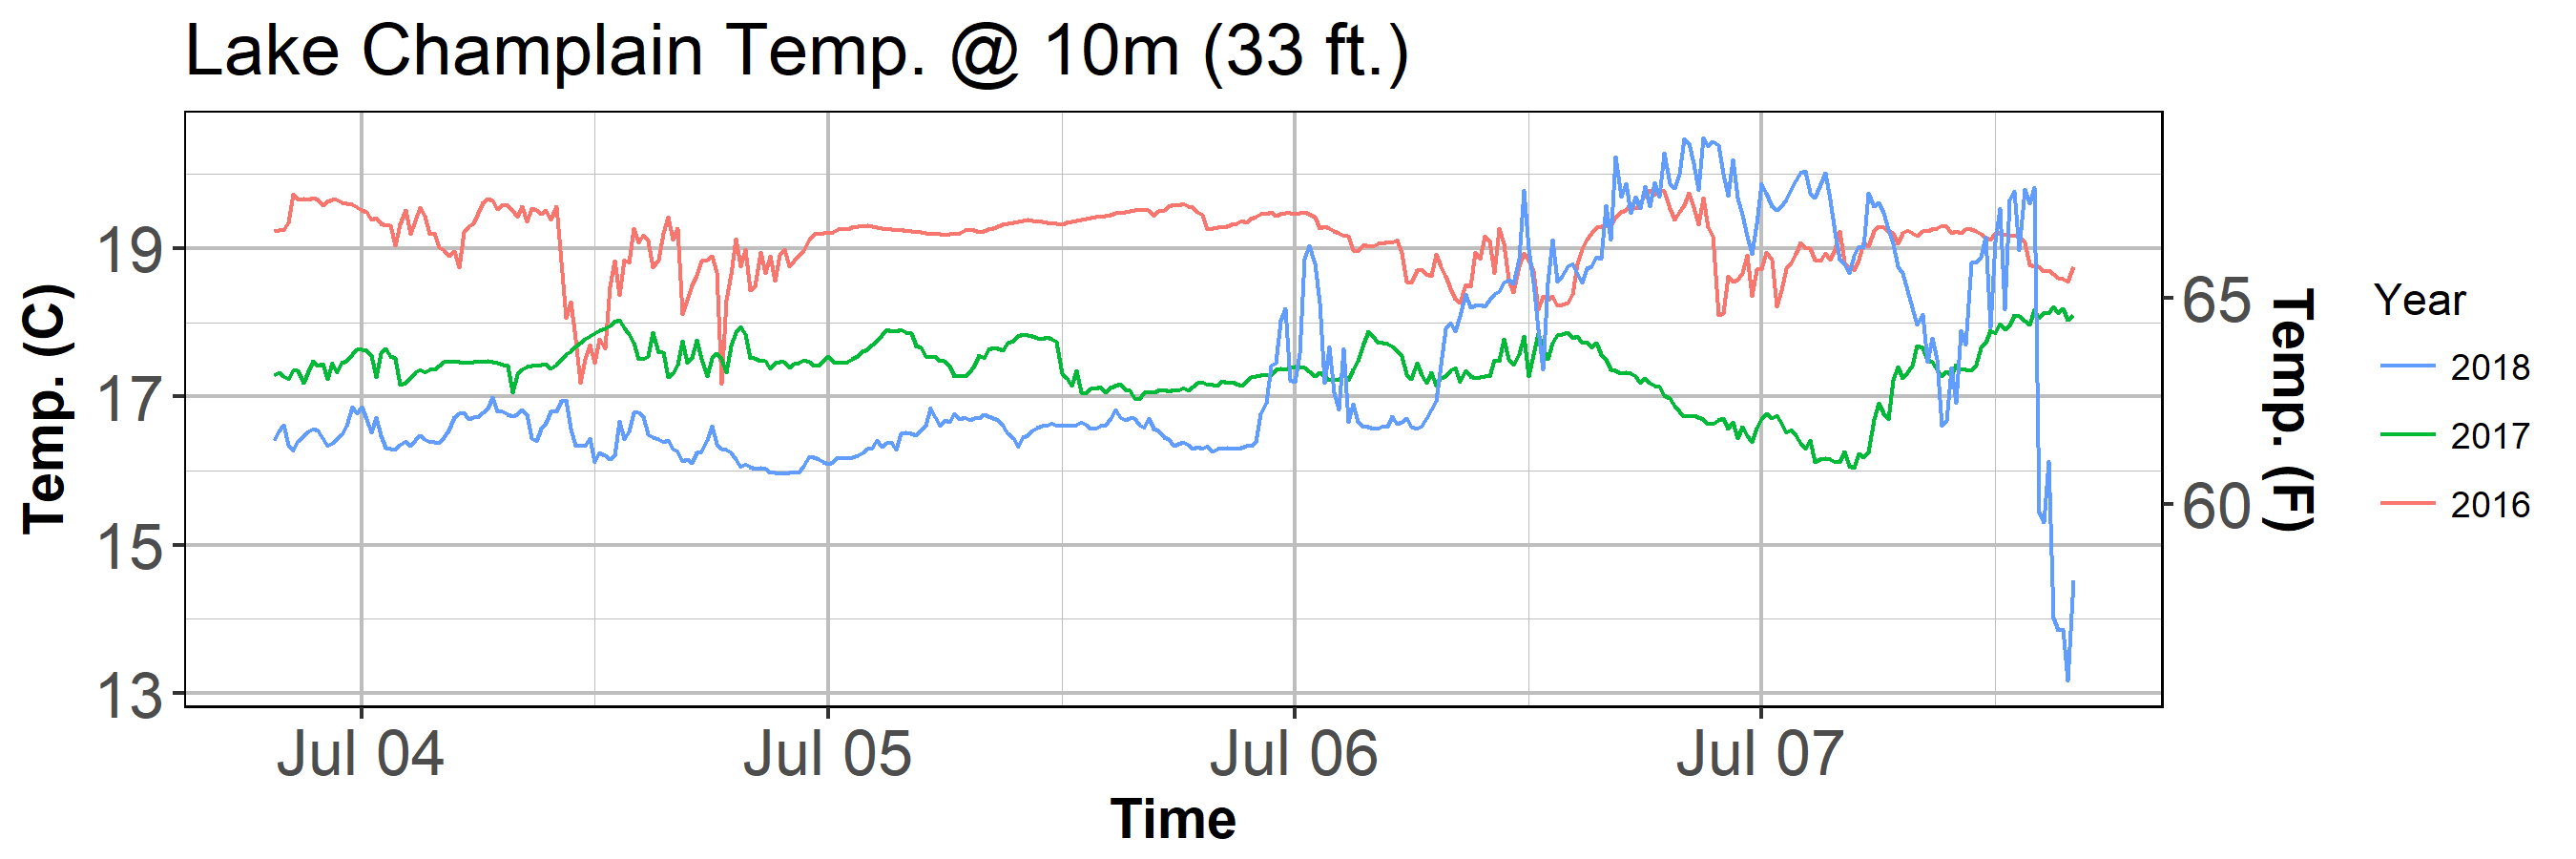 Lake Champlain Temp. @ 10m (33 ft.)
Temp. (C)
19
17
15
13
Jul 04
Jul 05
Jul 06
Jul 07
Time
65
60
Temp. (F)
Year
2018
2017
2016